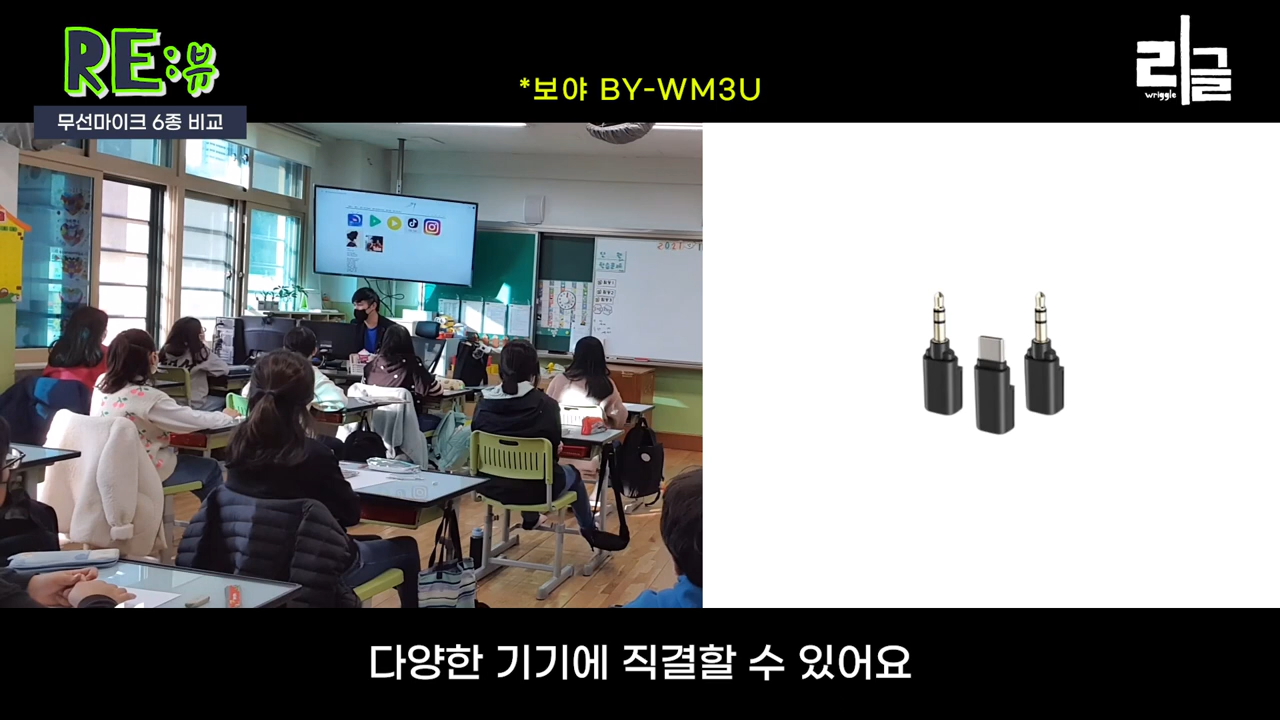 RE:뷰
무선마이크 6종 비교
*보야 BY-WM3U
리글
wriggle
2021
다양한 기기에 직결할 수 있어요